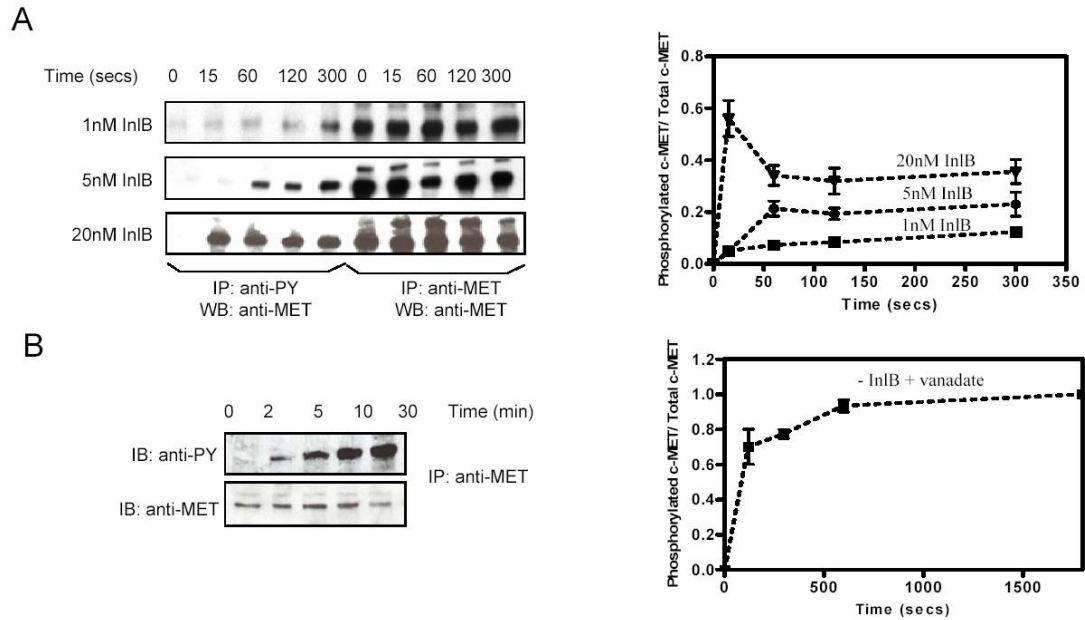 A
Time (secs) 0 15 60 120 300 0 15 60 120 300
1nM InlB
5nM InlB
20nM InlB
IP: anti-PY
WB: anti-MET
IP: anti-MET
WB: anti-MET
Phosphorylated c-MET/ Total c-MET
0.8
0.6
0.4
0.2
0.0
20nM InlB
5nM InlB
1nM InlB
0 50 100 150 200 250 300 350
Time (secs)
B
0 2 5 10 30 Time (min)
IB: anti-PY
IP: anti-MET
IB: anti-MET
Phosphorylated c-MET/ Total c-MET
1.2
1.0
0.8
0.6
0.4
0.2
0.0
- InlB + vanadate
0 500 1000 1500
Time (secs)